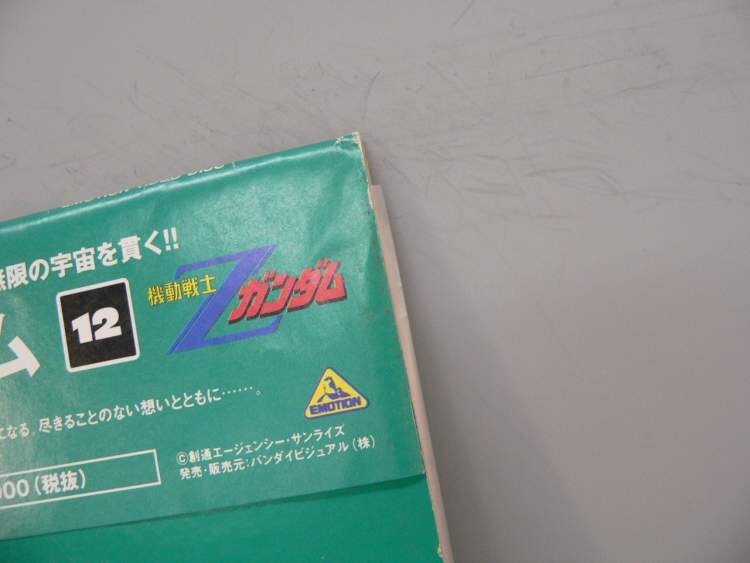 無限の宇宙を貫く!!
ム
12
機動戦士
Z
ガンダム
になる。尽きることのない想いとともに……。
EMOTION
©創通エージェンシー・サンライズ
000(税抜)
発売・販売元:バンダイビジュアル(株)